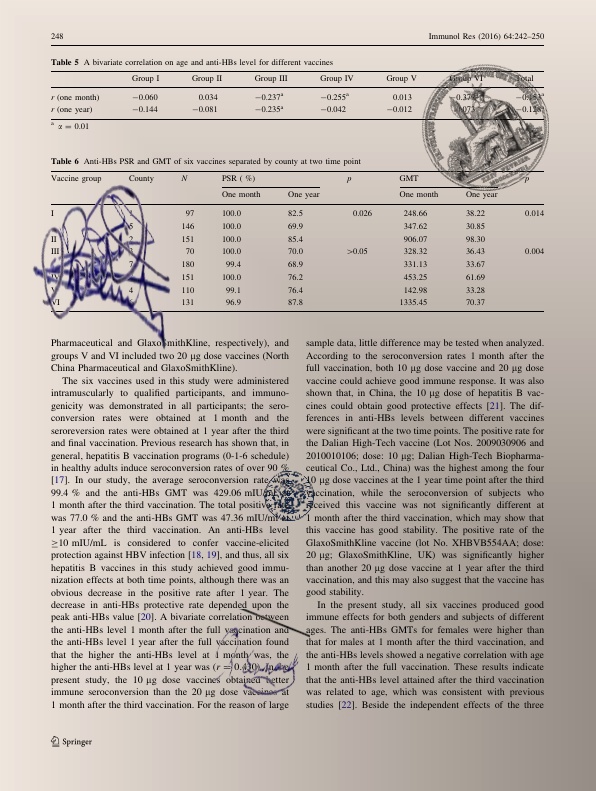 248
Immunol Res (2016) 64:242–250
Table 5 A bivariate correlation on age and anti-HBs level for different vaccines
Group I Group II Group III Group IV Group V Group VI Total
r (one month) −0.060 0.034 −0.237a −0.255a 0.013
r (one year) −0.144 −0.081 −0.235a −0.042 −0.012
a α = 0.01
Table 6 Anti-HBs PSR and GMT of six vaccines separated by county at two time point
Vaccine group County N PSR ( %) p GMT p
One month One year One month One year
I 97 100.0 82.5 0.026 248.66 38.22 0.014
146 100.0 69.9 347.62 30.85
II 151 100.0 85.4 906.07 98.30
III 70 100.0 70.0 >0.05 328.32 36.43 0.004
180 99.4 68.9 331.13 33.67
IV 151 100.0 76.2 453.25 61.69
V 4 110 99.1 76.4 142.98 33.28
VI 131 96.9 87.8 1335.45 70.37
Pharmaceutical and GlaxoSmithKline, respectively), and
groups V and VI included two 20 μg dose vaccines (North
China Pharmaceutical and GlaxoSmithKline).
The six vaccines used in this study were administered
intramuscularly to qualified participants, and immuno-
genicity was demonstrated in all participants; the sero-
conversion rates were obtained at 1 month and the
seroreversion rates were obtained at 1 year after the third
and final vaccination. Previous research has shown that, in
general, hepatitis B vaccination programs (0-1-6 schedule)
in healthy adults induce seroconversion rates of over 90 %
[17]. In our study, the average seroconversion rate was
99.4 % and the anti-HBs GMT was 429.06 mIU/mL at
1 month after the third vaccination. The total positive rate
was 77.0 % and the anti-HBs GMT was 47.36 mIU/mL at
1 year after the third vaccination. An anti-HBs level
≥10 mIU/mL is considered to confer vaccine-elicited
protection against HBV infection [18, 19], and thus, all six
hepatitis B vaccines in this study achieved good immu-
nization effects at both time points, although there was an
obvious decrease in the positive rate after 1 year. The
decrease in anti-HBs protective rate depended upon the
peak anti-HBs value [20]. A bivariate correlation between
the anti-HBs level 1 month after the full vaccination and
the anti-HBs level 1 year after the full vaccination found
that the higher the anti-HBs level at 1 month was, the
higher the anti-HBs level at 1 year was (r = 0.430). In
present study, the 10 μg dose vaccines obtained better
immune seroconversion than the 20 μg dose vaccines at
1 month after the third vaccination. For the reason of large
sample data, little difference may be tested when analyzed.
According to the seroconversion rates 1 month after the
full vaccination, both 10 μg dose vaccine and 20 μg dose
vaccine could achieve good immune response. It was also
shown that, in China, the 10 μg dose of hepatitis B vac-
cines could obtain good protective effects [21]. The dif-
ferences in anti-HBs levels between different vaccines
were significant at the two time points. The positive rate for
the Dalian High-Tech vaccine (Lot Nos. 2009030906 and
2010010106; dose: 10 μg; Dalian High-Tech Biopharma-
ceutical Co., Ltd., China) was the highest among the four
10 μg dose vaccines at the 1 year time point after the third
vaccination, while the seroconversion of subjects who
received this vaccine was not significantly different at
1 month after the third vaccination, which may show that
this vaccine has good stability. The positive rate of the
GlaxoSmithKline vaccine (lot No. XHBVB554AA; dose:
20 μg; GlaxoSmithKline, UK) was significantly higher
than another 20 μg dose vaccine at 1 year after the third
vaccination, and this may also suggest that the vaccine has
good stability.
In the present study, all six vaccines produced good
immune effects for both genders and subjects of different
ages. The anti-HBs GMTs for females were higher than
that for males at 1 month after the third vaccination, and
the anti-HBs levels showed a negative correlation with age
1 month after the full vaccination. These results indicate
that the anti-HBs level attained after the third vaccination
was related to age, which was consistent with previous
studies [22]. Beside the independent effects of the three
Springer